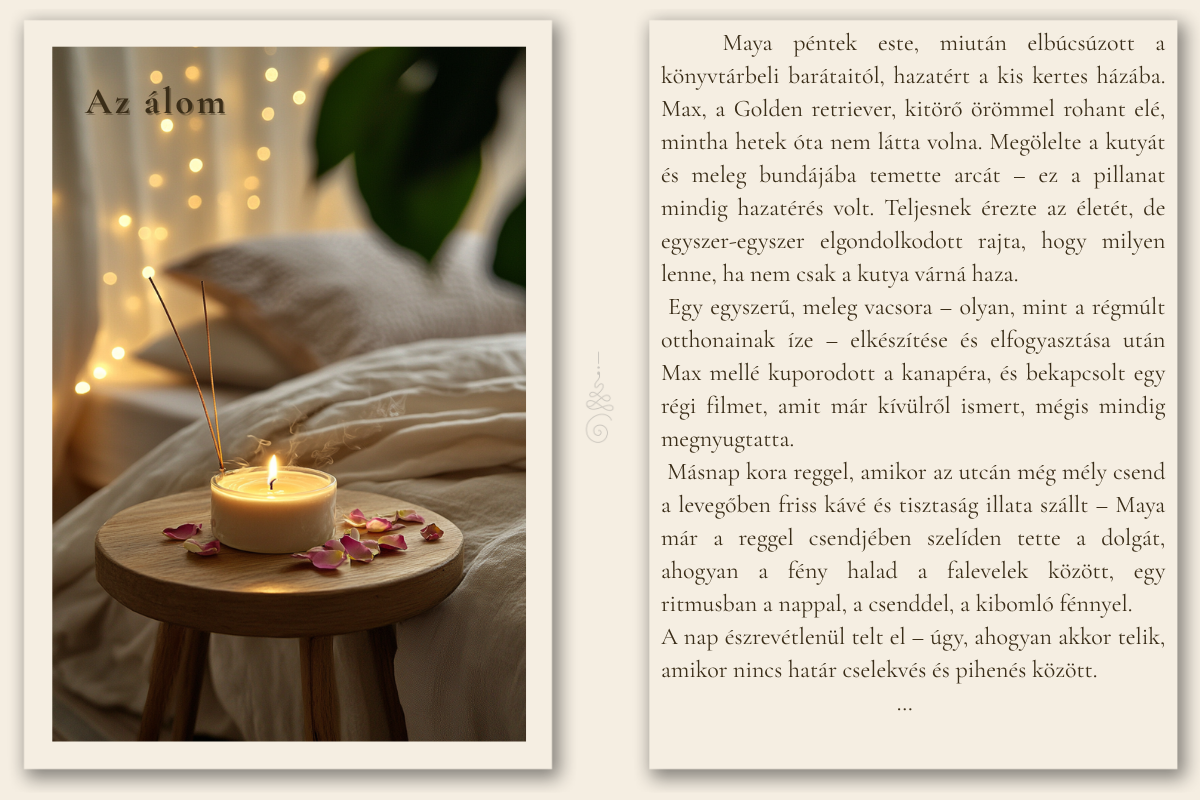 Az álom
Maya péntek este, miután elbúcsúzott a
könyvtárbeli barátaitól, hazatért a kis kertes házába.
Max, a Golden retriever, kitörő örömmel rohant elé,
mintha hetek óta nem látta volna. Megölelte a kutyát
és meleg bundájába temette arcát – ez a pillanat
mindig hazatérés volt. Teljesnek érezte az életét, de
egyszer-egyszer elgondolkodott rajta, hogy milyen
lenne, ha nem csak a kutya várná haza.
Egy egyszerű, meleg vacsora – olyan, mint a régmúlt
otthonainak íze – elkészítése és elfogyasztása után
Max mellé kuporodott a kanapéra, és bekapcsolt egy
régi filmet, amit már kívülről ismert, mégis mindig
megnyugtatta.
Másnap kora reggel, amikor az utcán még mély csend
a levegőben friss kávé és tisztaság illata szállt – Maya
már a reggel csendjében szelíden tette a dolgát,
ahogyan a fény halad a falevelek között, egy
ritmusban a nappal, a csenddel, a kibomló fénnyel.
A nap észrevétlenül telt el – úgy, ahogyan akkor telik,
amikor nincs határ cselekvés és pihenés között.
...